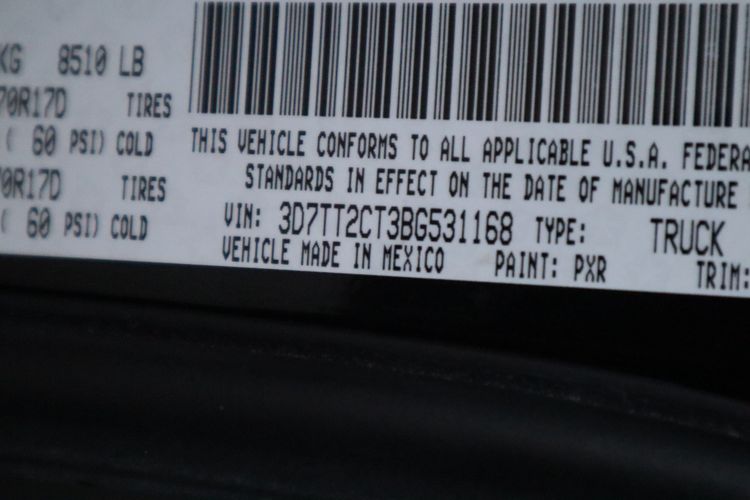 KG 8510 LB
70R17D TIRES
( 60 PSI) COLD
70R17D TIRES
( 60 PSI) COLD
THIS VEHICLE CONFORMS TO ALL APPLICABLE U.S.A. FEDERA
STANDARDS IN EFFECT ON THE DATE OF MANUFACTURE
VIN: 3D7TT2CT3BG531168 TYPE: TRUCK
VEHICLE MADE IN MEXICO PAINT: PXR TRIM: